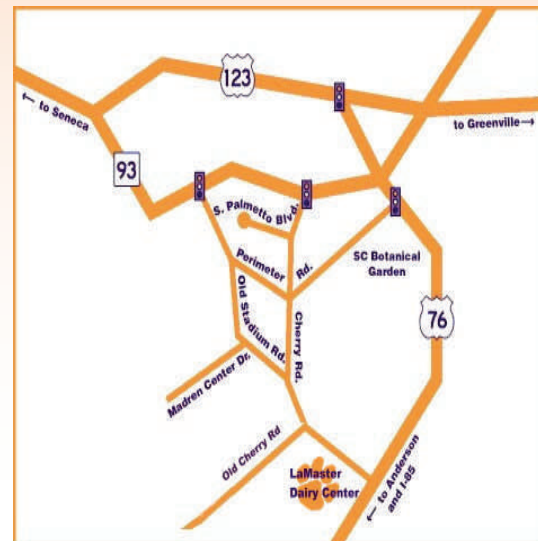 123
← to Seneca
to Greenville→
93
S. Palmetto Blvd.
SC Botanical
Garden
Perimeter Rd.
76
Old Stadium Rd.
Cherry Rd.
Madren Center Dr.
Old Cherry Rd
LaMaster
Dairy Center
← to Anderson
and I-85